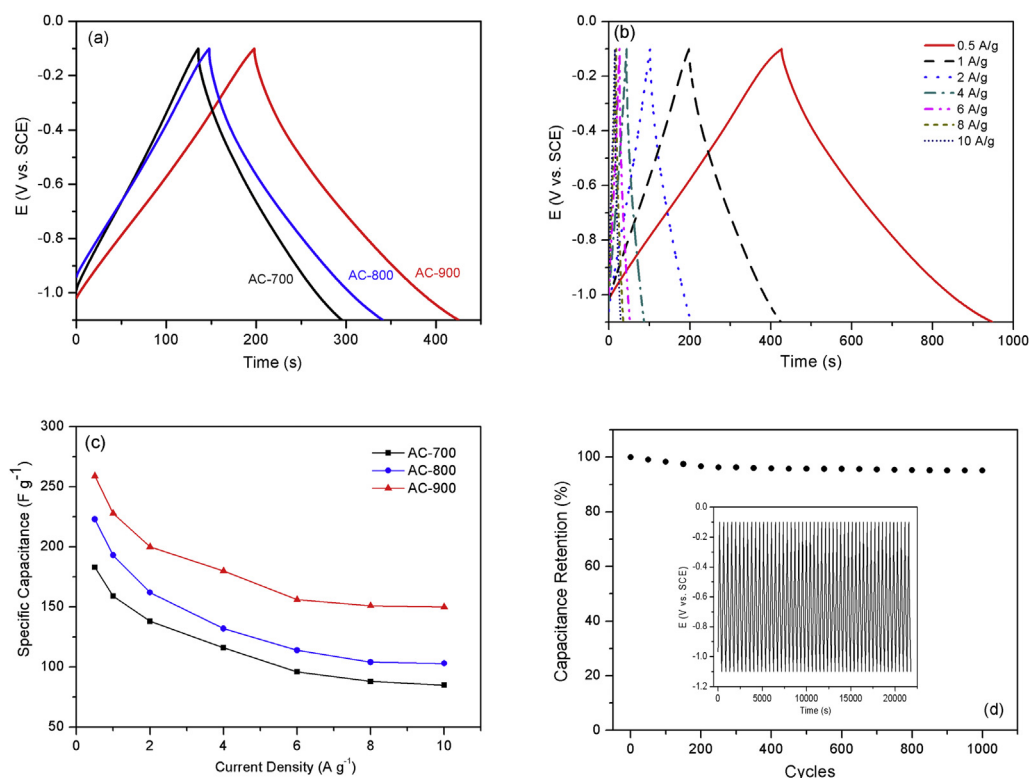 (a)
0.0
-0.2
-0.4
-0.6
-0.8
-1.0
E (V vs. SCE)
AC-700
AC-800
AC-900
0 100 200 300 400
Time (s)
(b)
0.0
-0.2
-0.4
-0.6
-0.8
-1.0
E (V vs. SCE)
0.5 A/g
1 A/g
2 A/g
4 A/g
6 A/g
8 A/g
10 A/g
0 200 400 600 800 1000
Time (s)
(c)
300
250
200
150
100
50
Specific Capacitance (F g⁻¹)
AC-700
AC-800
AC-900
0 2 4 6 8 10
Current Density (A g⁻¹)
100
80
60
40
20
0
Capacitance Retention (%)
0.0
-0.2
-0.4
-0.6
-0.8
-1.0
-1.2
E (V vs. SCE)
0 5000 10000 15000 20000
Time (s)
(d)
0 200 400 600 800 1000
Cycles